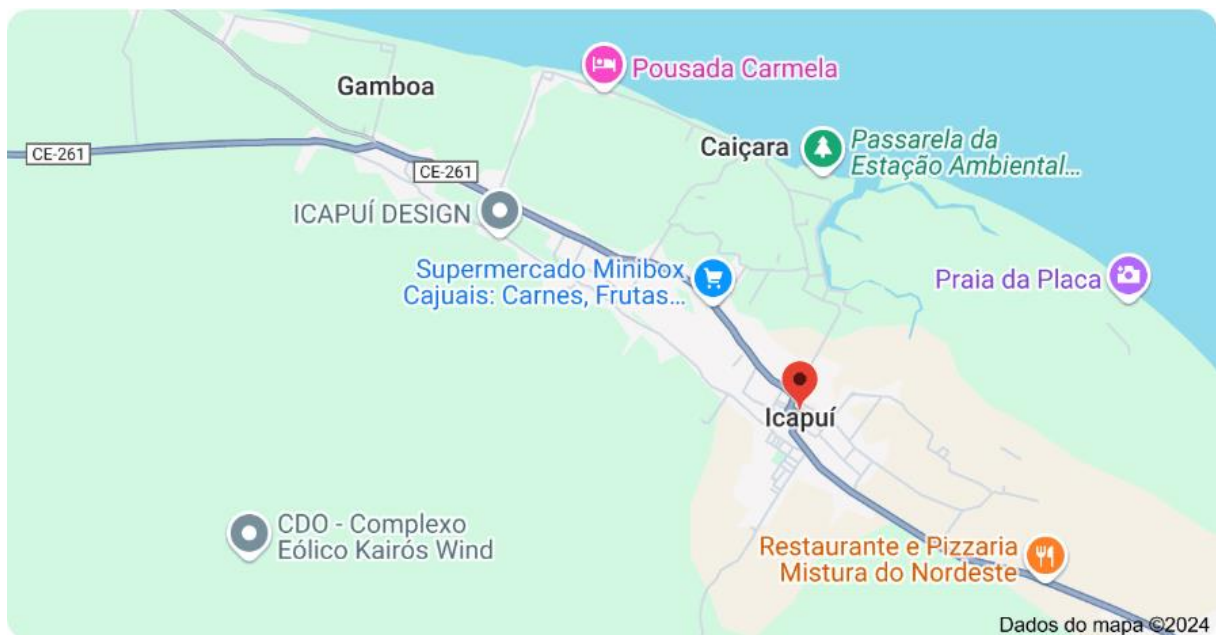 Pousada Carmela
Gamboa
Caiçara
Passarela da
Estação Ambiental...
CE-261
CE-261
ICAPUÍ DESIGN
Supermercado Minibox
Cajuais: Carnes, Frutas...
Praia da Placa
Icapuí
CDO - Complexo
Eólico Kairós Wind
Restaurante e Pizzaria
Mistura do Nordeste
Dados do mapa ©2024